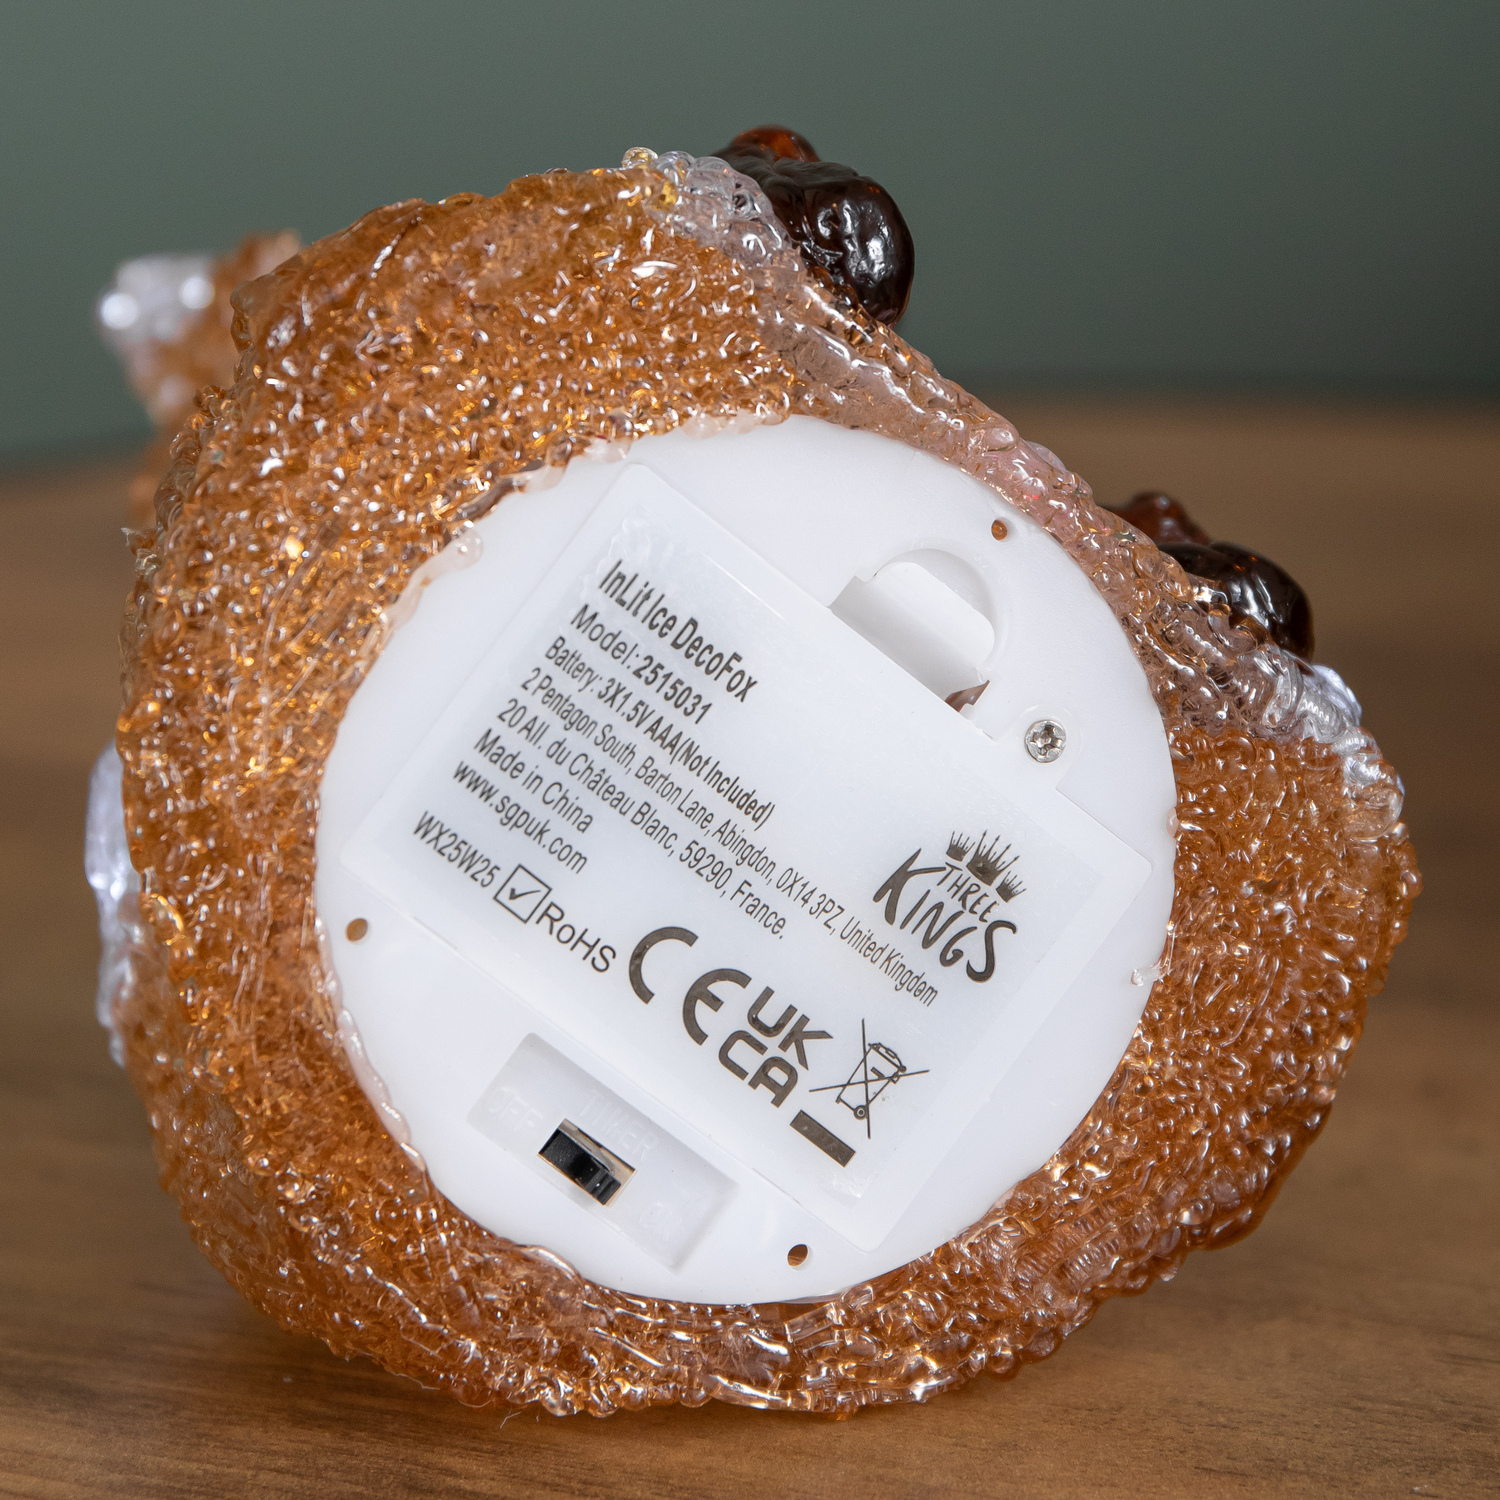 InLit Ice DecoFox
Model: 2515031
Battery: 3X1.5V AAA(Not Included)
2 Pentagon South, Barton Lane, Abingdon, OX14 3PZ, United Kingdom
20 All. du Château Blanc, 59290, France.
Made in China
www.sgpuk.com
WX25W25
RoHS
CE
UK
CA
THREE
KINGS
OFF
TIMER
ON